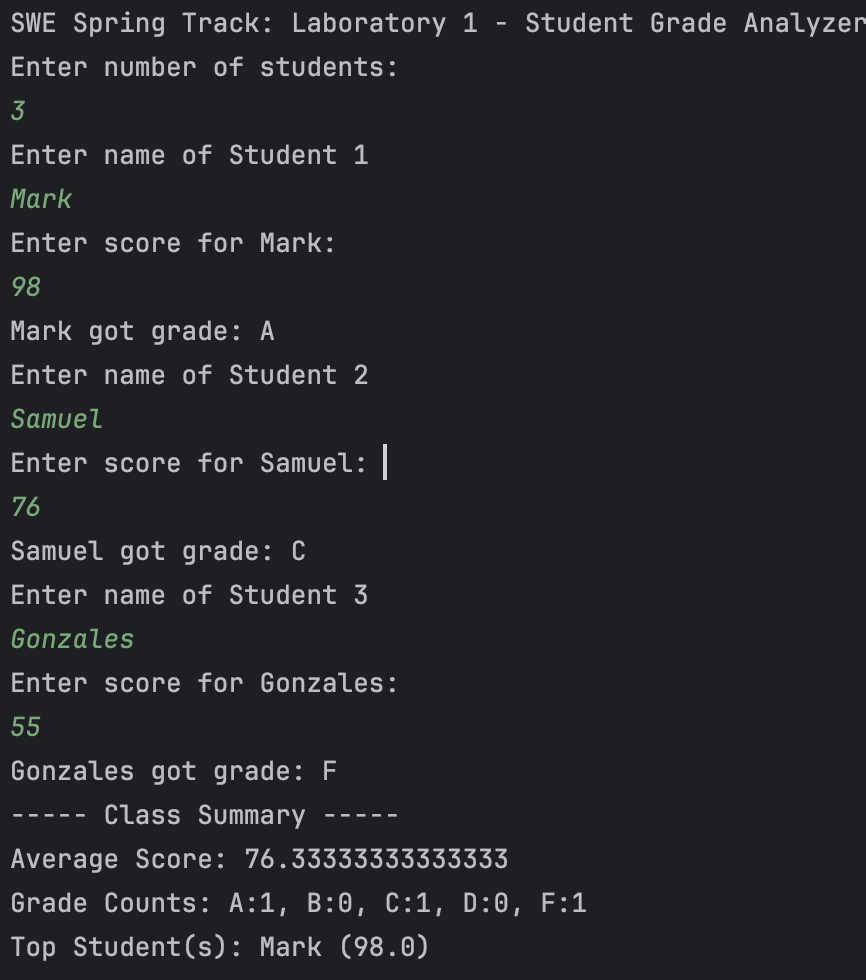 SWE Spring Track: Laboratory 1 - Student Grade Analyzer
Enter number of students:
3
Enter name of Student 1
Mark
Enter score for Mark:
98
Mark got grade: A
Enter name of Student 2
Samuel
Enter score for Samuel:
76
Samuel got grade: C
Enter name of Student 3
Gonzales
Enter score for Gonzales:
55
Gonzales got grade: F
----- Class Summary -----
Average Score: 76.33333333333333
Grade Counts: A:1, B:0, C:1, D:0, F:1
Top Student(s): Mark (98.0)